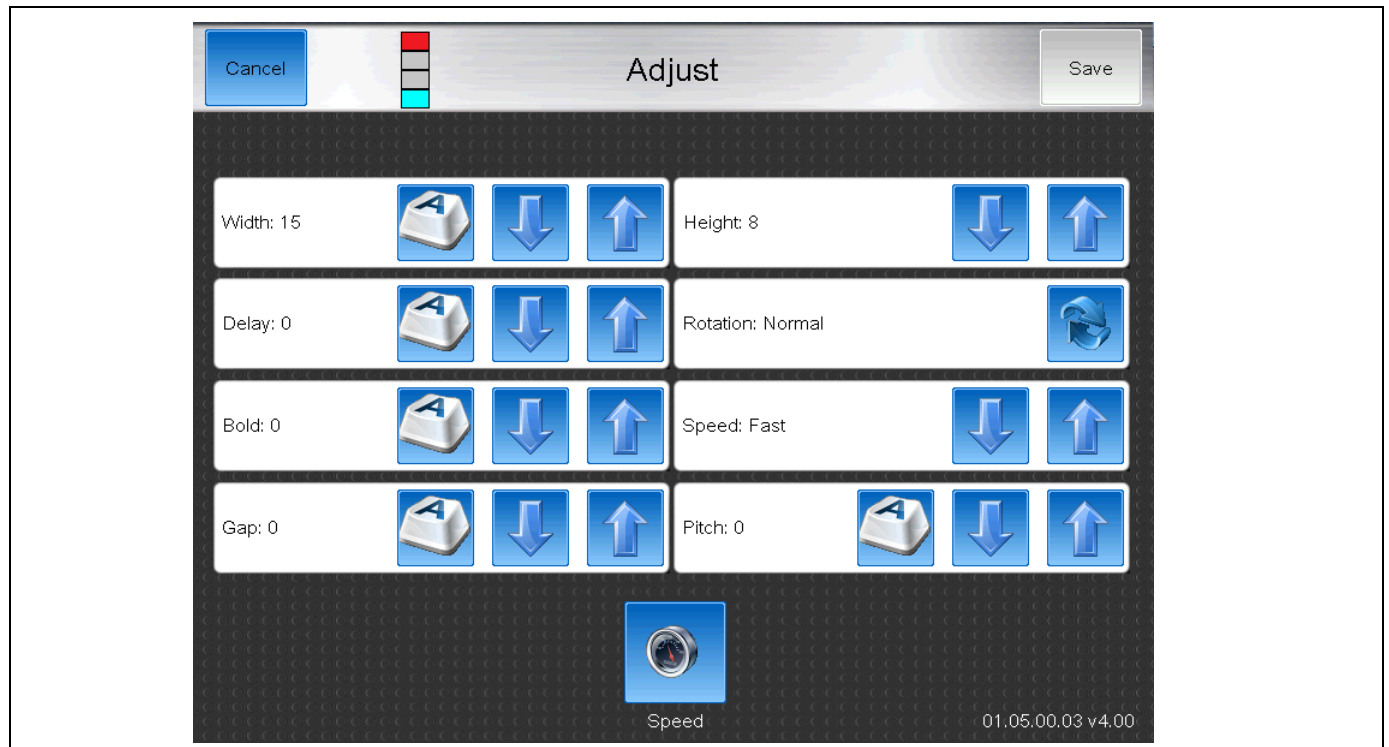 Cancel
Adjust
Save
Width: 15
Height: 8
Delay: 0
Rotation: Normal
Bold: 0
Speed: Fast
Gap: 0
Pitch: 0
Speed
01.05.00.03 v4.00